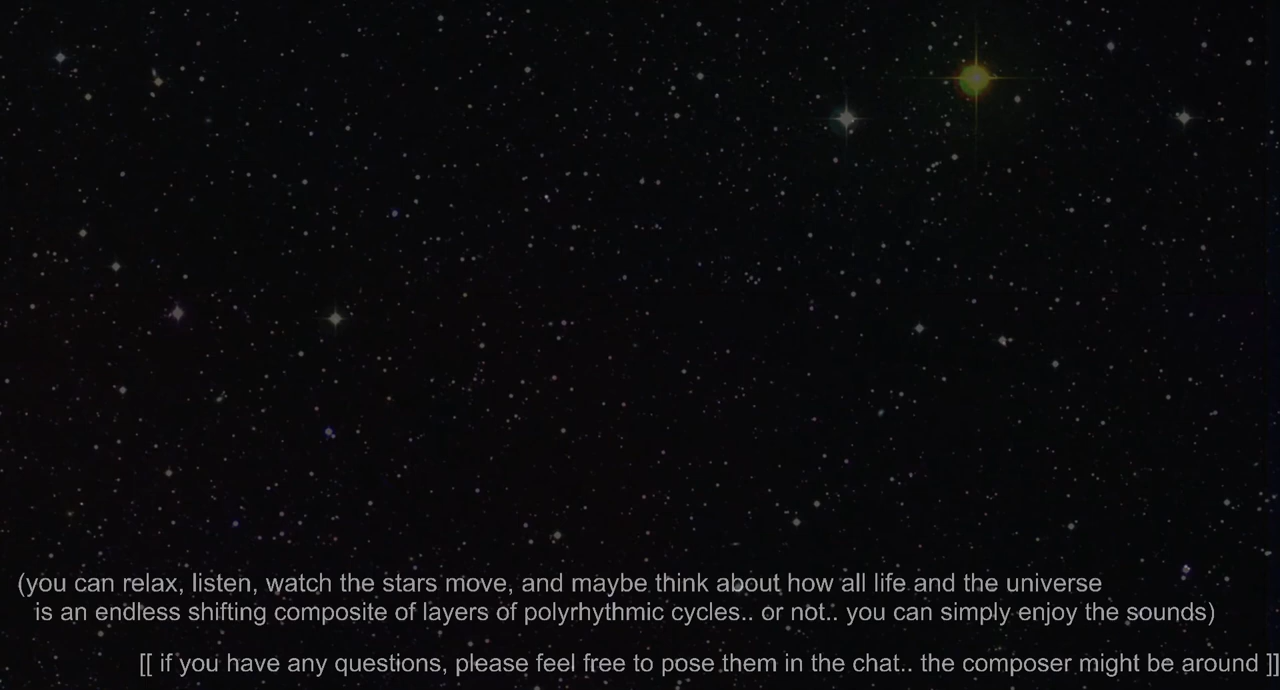 (you can relax, listen, watch the stars move, and maybe think about how all life and the universe
is an endless shifting composite of layers of polyrhythmic cycles.. or not.. you can simply enjoy the sounds)
[[ if you have any questions, please feel free to pose them in the chat.. the composer might be around ]]